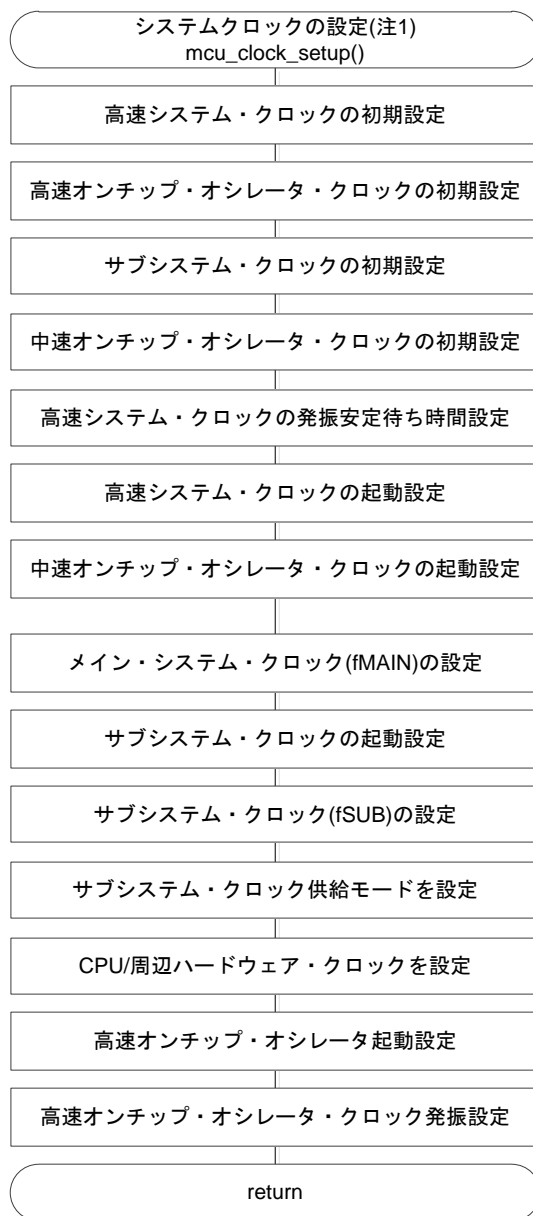 システムクロックの設定(注1)
mcu_clock_setup()
高速システム・クロックの初期設定
高速オンチップ・オシレータ・クロックの初期設定
サブシステム・クロックの初期設定
中速オンチップ・オシレータ・クロックの初期設定
高速システム・クロックの発振安定待ち時間設定
高速システム・クロックの起動設定
中速オンチップ・オシレータ・クロックの起動設定
メイン・システム・クロック(fMAIN)の設定
サブシステム・クロックの起動設定
サブシステム・クロック(fSUB)の設定
サブシステム・クロック供給モードを設定
CPU/周辺ハードウェア・クロックを設定
高速オンチップ・オシレータ起動設定
高速オンチップ・オシレータ・クロック発振設定
return